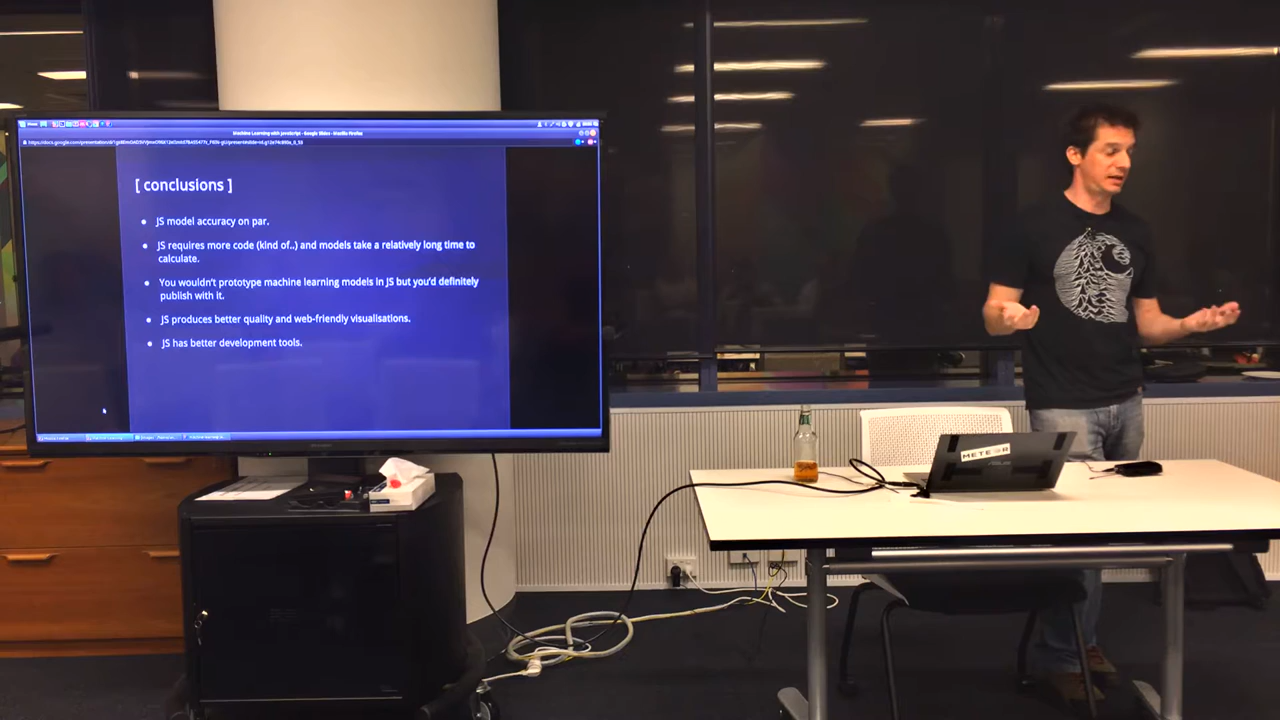 Machine Learning with JavaScript - Google Slides - Mozilla Firefox
[ conclusions ]
● JS model accuracy on par.
● JS requires more code (kind of..) and models take a relatively long time to
calculate.
● You wouldn't prototype machine learning models in JS but you'd definitely
publish with it.
● JS produces better quality and web-friendly visualisations.
● JS has better development tools.
METEOR
ASUS